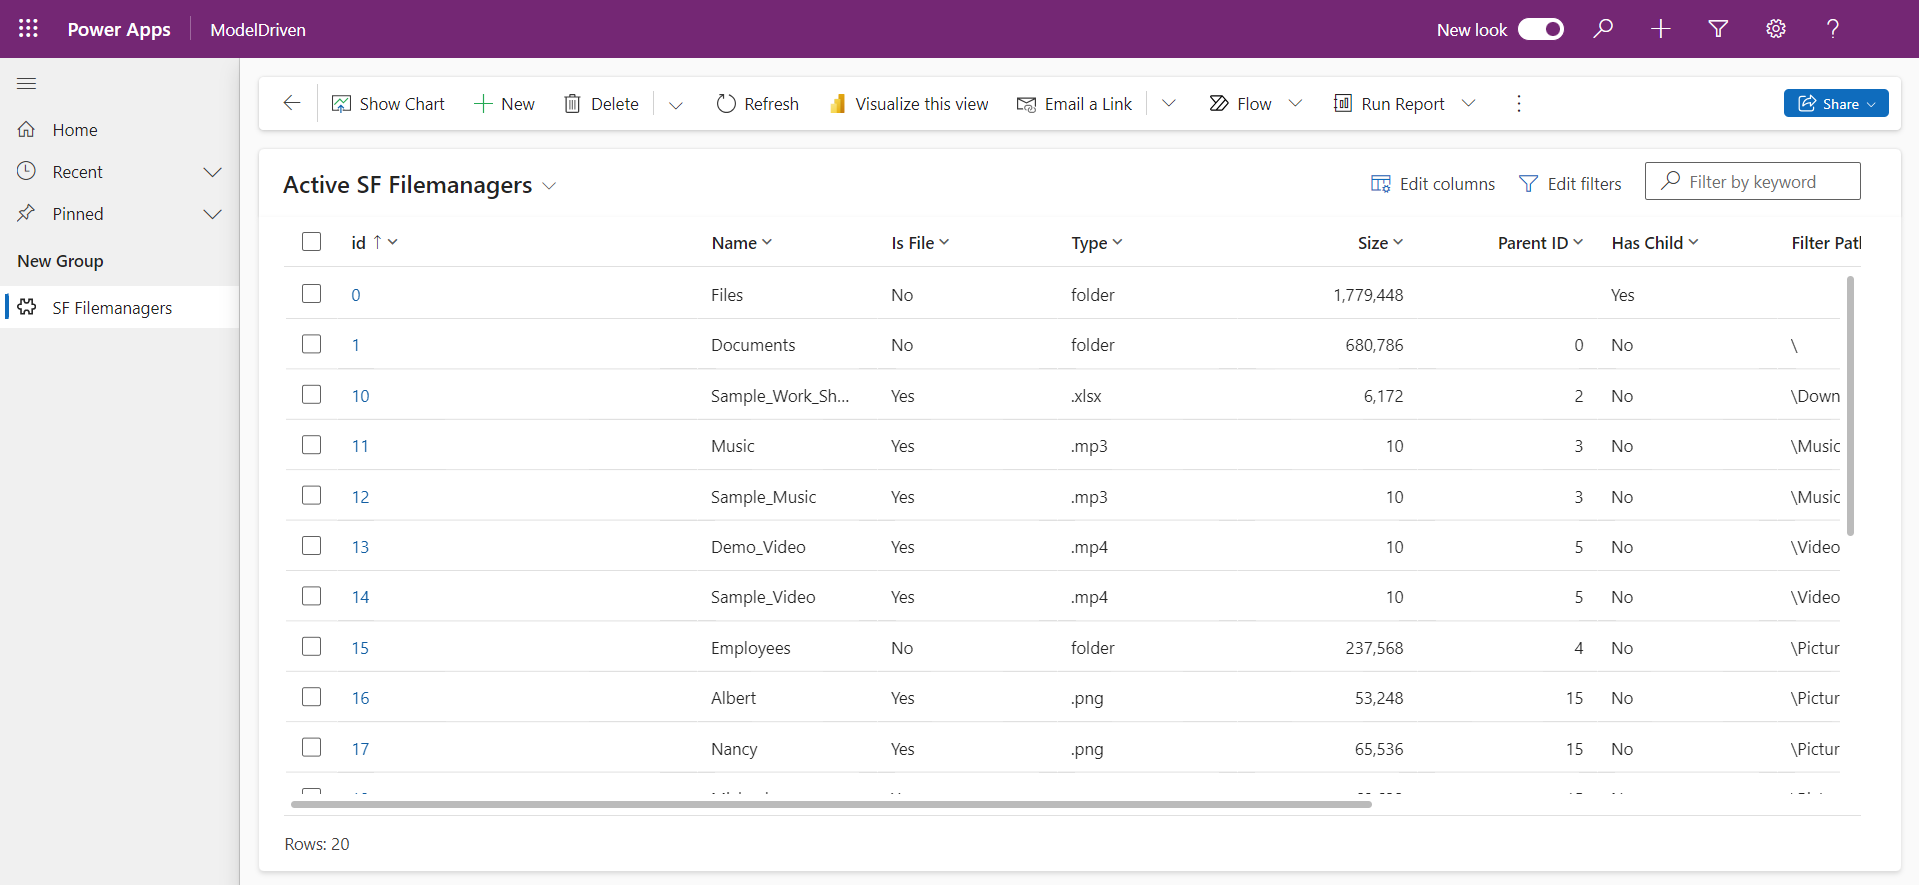 Power Apps ModelDriven New look
Show Chart New Delete Refresh Visualize this view Email a Link Flow Run Report Share
Home
Recent
Pinned
New Group
SF Filemanagers
Active SF Filemanagers Edit columns Edit filters Filter by keyword
id Name Is File Type Size Parent ID Has Child Filter Patl
0 Files No folder 1,779,448 Yes
1 Documents No folder 680,786 0 No \
10 Sample_Work_Sh... Yes .xlsx 6,172 2 No \Down
11 Music Yes .mp3 10 3 No \Music
12 Sample_Music Yes .mp3 10 3 No \Music
13 Demo_Video Yes .mp4 10 5 No \Video
14 Sample_Video Yes .mp4 10 5 No \Video
15 Employees No folder 237,568 4 No \Pictur
16 Albert Yes .png 53,248 15 No \Pictur
17 Nancy Yes .png 65,536 15 No \Pictur
Rows: 20